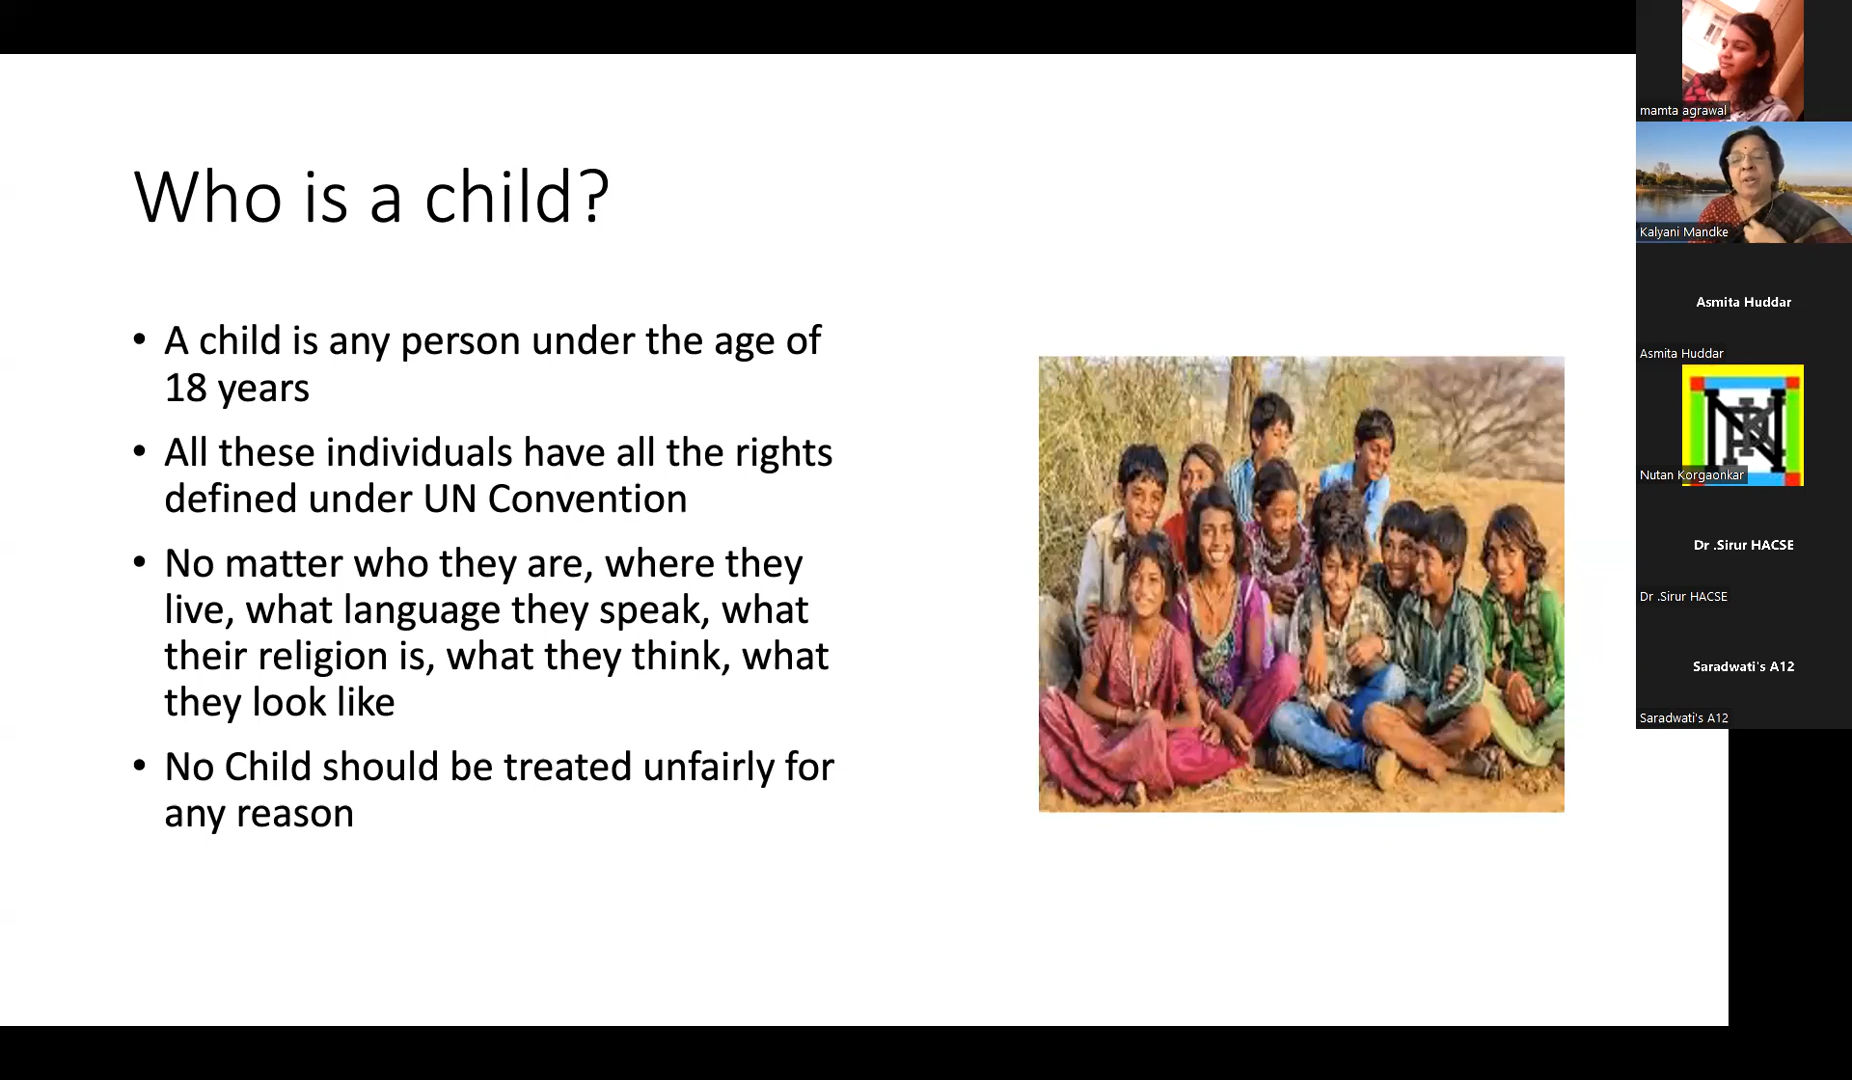 Who is a child?
• A child is any person under the age of
18 years
• All these individuals have all the rights
defined under UN Convention
• No matter who they are, where they
live, what language they speak, what
their religion is, what they think, what
they look like
• No Child should be treated unfairly for
any reason
mamta agrawal
Kalyani Mandke
Asmita Huddar
Asmita Huddar
Nutan Korgaonkar
Dr .Sirur HACSE
Dr .Sirur HACSE
Saradwati's A12
Saradwati's A12